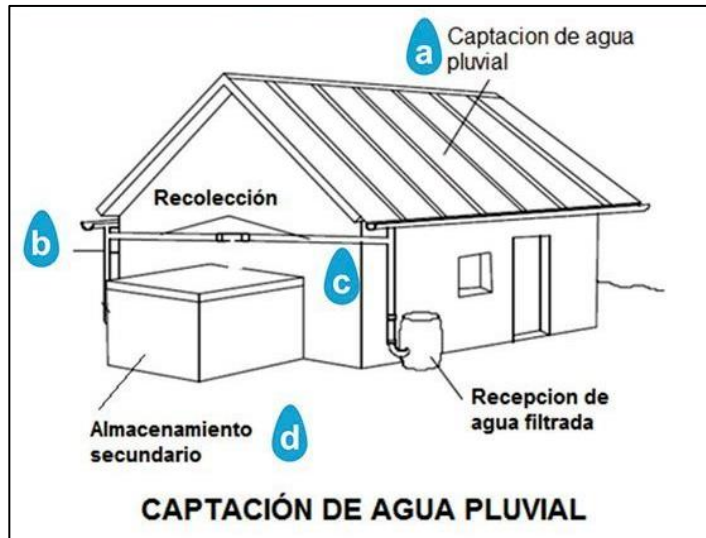 a
Captacion de agua
pluvial
Recolección
b
c
Almacenamiento
secundario
d
Recepcion de
agua filtrada
CAPTACIÓN DE AGUA PLUVIAL